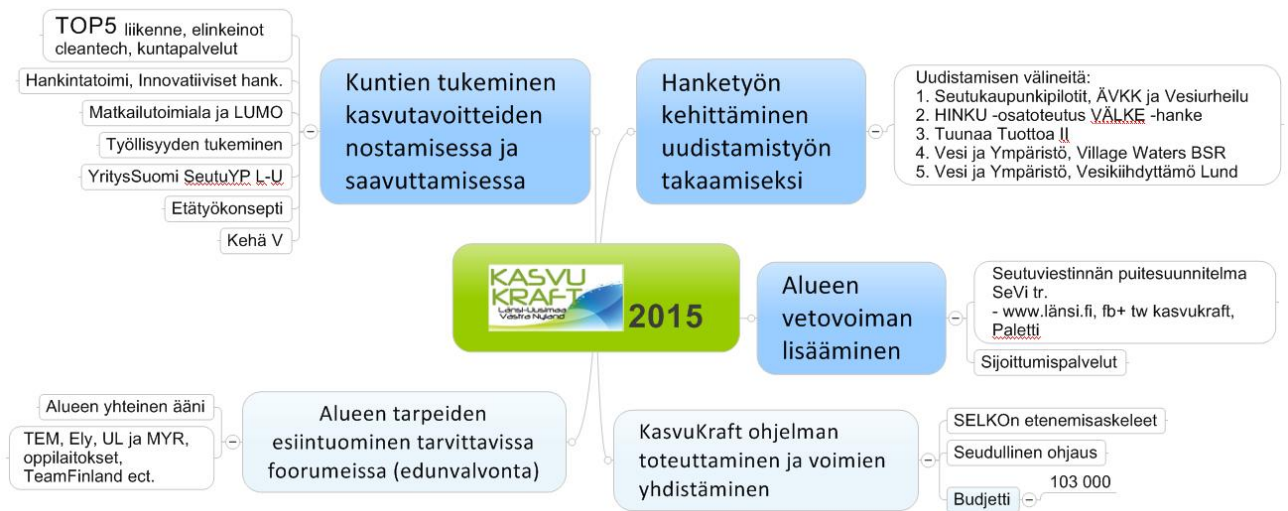 TOP5 liikenne, elinkeinot
cleantech, kuntapalvelut
Hankintatoimi, Innovatiiviset hank.
Matkailutoimiala ja LUMO
Työllisyyden tukeminen
YritysSuomi SeutuYP L-U
Etätyökonsepti
Kehä V
Kuntien tukeminen
kasvutavoitteiden
nostamisessa ja
saavuttamisessa
Hanketyön
kehittäminen
uudistamistyön
takaamiseksi
Uudistamisen välineitä:
1. Seutukaupunkipilotit, ÄVKK ja Vesiurheilu
2. HINKU -osatoteutus VÄLKE -hanke
3. Tuunaa Tuottoa II
4. Vesi ja Ympäristö, Village Waters BSR
5. Vesi ja Ympäristö, Vesikiihdyttämö Lund
KASVU
KRAFT
Länsi-Uusimaa
Västra Nyland
2015
Alueen
vetovoiman
lisääminen
Seutuviestinnän puitesuunnitelma
SeVi tr.
- www.länsi.fi, fb+ tw kasvukraft,
Paletti
Sijoittumispalvelut
Alueen yhteinen ääni
TEM, Ely, UL ja MYR,
oppilaitokset,
TeamFinland ect.
Alueen tarpeiden
esiintuominen tarvittavissa
foorumeissa (edunvalvonta)
KasvuKraft ohjelman
toteuttaminen ja voimien
yhdistäminen
SELKOn etenemisaskeleet
Seudullinen ohjaus
Budjetti
103 000